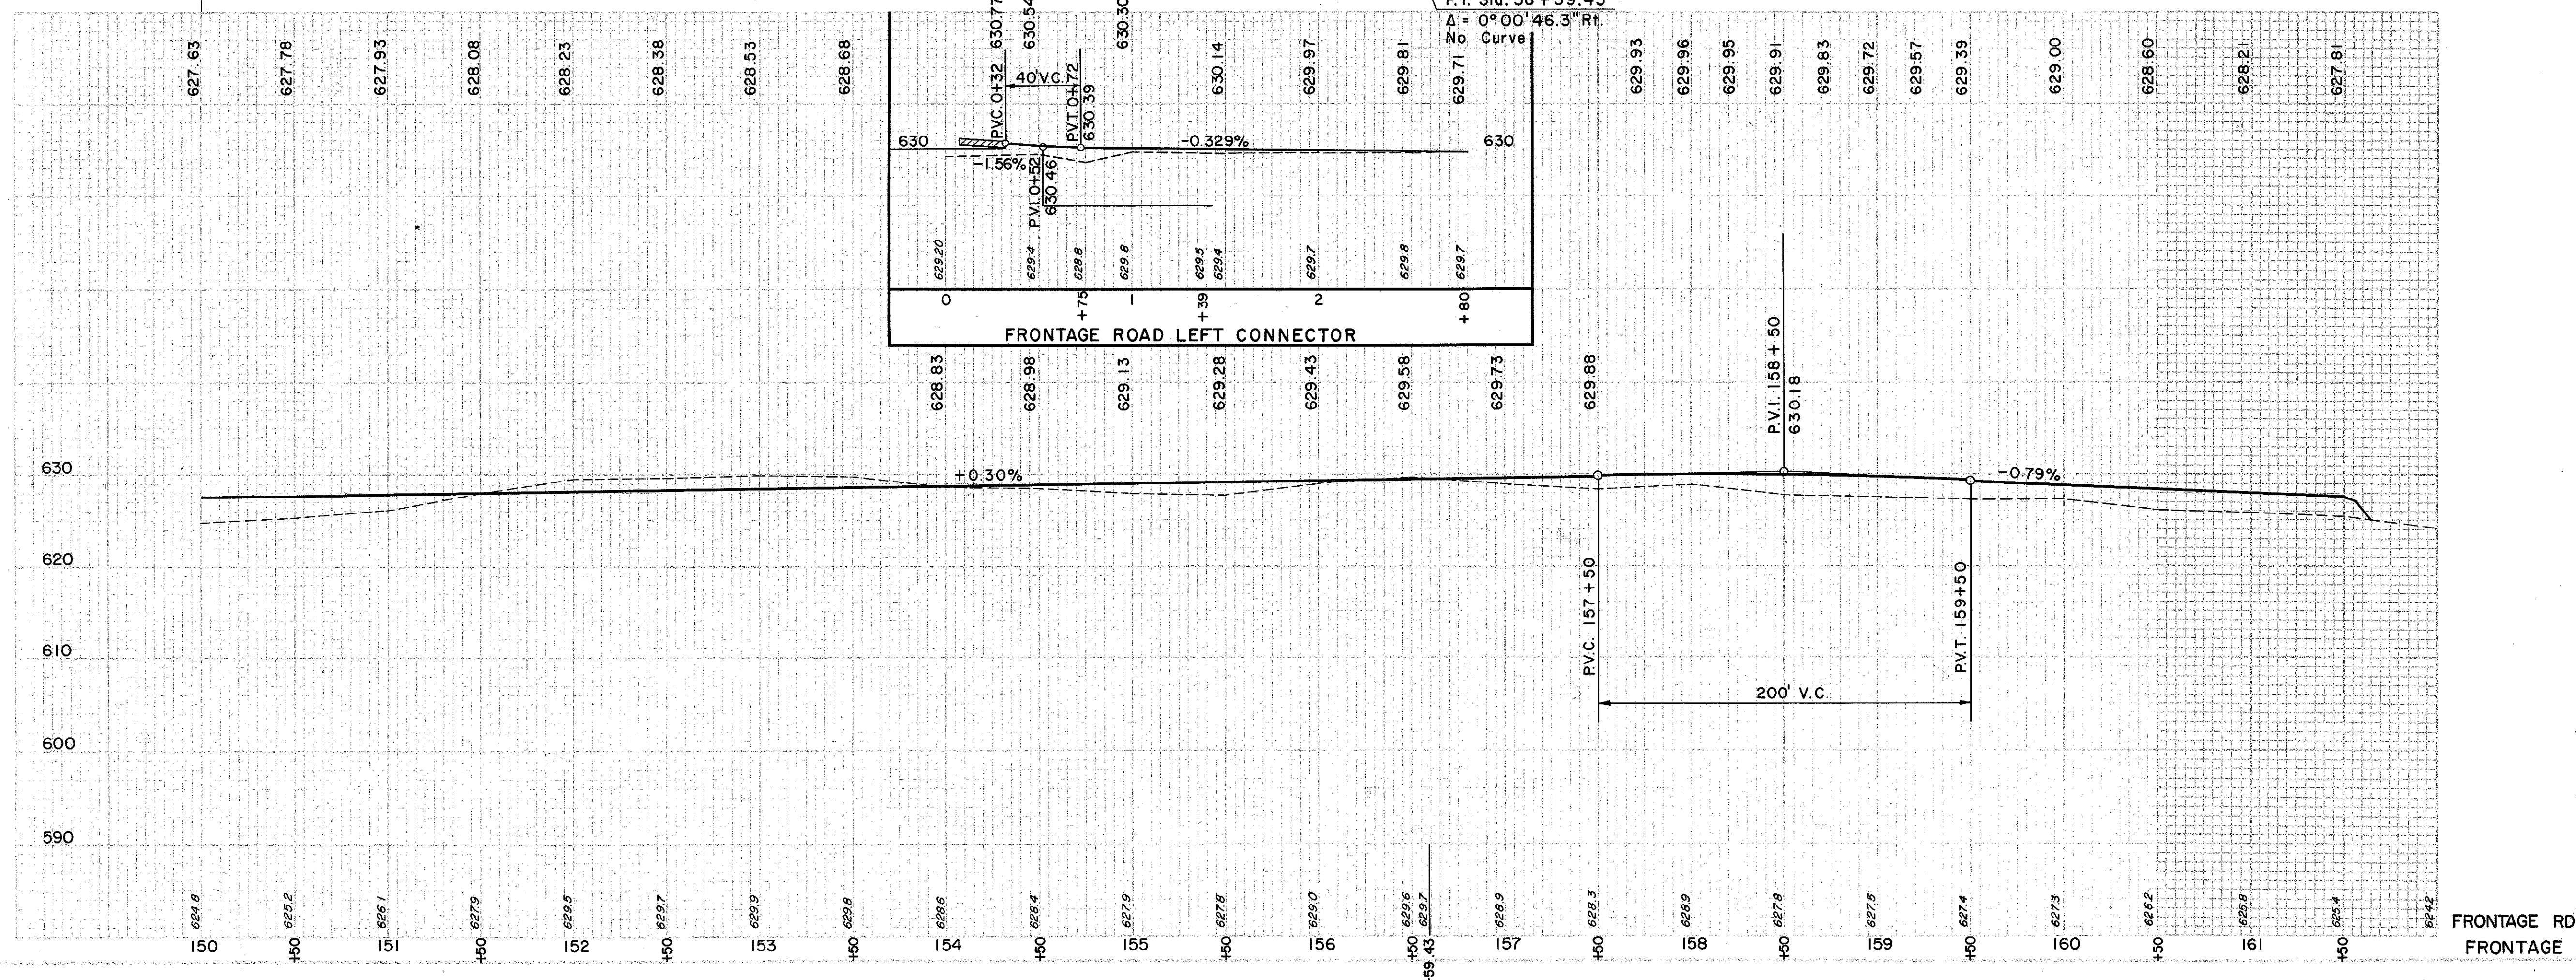 Δ = 0°00'46.3"Rt.
No Curve
627.63 627.78 627.93 628.08 628.23 628.38 628.53 628.68
630.14 629.97 629.81 629.71
629.93 629.96 629.95 629.91 629.83 629.72 629.57 629.39 629.00 628.60 628.21 627.81
40' V.C.
P.V.C. 0+32
P.V.T. 0+72
630.39
630
-0.329%
630
-1.56%
P.V.I. 0+52
630.46
629.20 629.4 628.8 629.8 629.5 629.4 629.7 629.8 629.7
0 +75 1 +39 2 +80
FRONTAGE ROAD LEFT CONNECTOR
628.83 628.98 629.13 629.28 629.43 629.58 629.73 629.88
P.V.I. 158+50
630.18
630
+0.30%
-0.79%
620
610
600
590
P.V.C. 157+50
P.V.T. 159+50
200' V.C.
624.8 625.2 626.1 627.9 629.5 629.7 629.9 629.8 628.6 628.4 627.9 627.8 629.0 629.6 629.7 628.9 628.3 628.9 627.8 627.5 627.4 627.3 626.2 625.8 625.4 624.2
FRONTAGE RD
150 +50 151 +50 152 +50 153 +50 154 +50 155 +50 156 +50 59.43 157 +50 158 +50 159 +50 160 +50 161 +50
FRONTAGE